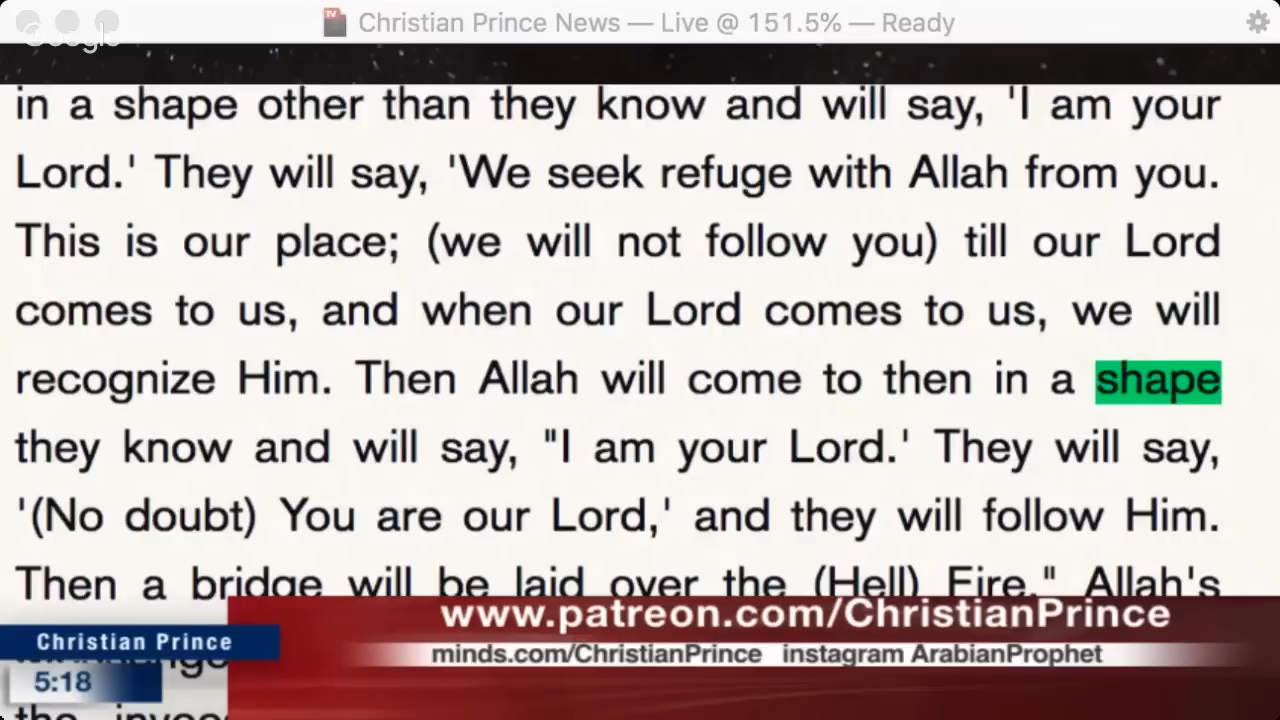 Christian Prince News — Live @ 151.5% — Ready
Google
in a shape other than they know and will say, 'I am your
Lord.' They will say, 'We seek refuge with Allah from you.
This is our place; (we will not follow you) till our Lord
comes to us, and when our Lord comes to us, we will
recognize Him. Then Allah will come to then in a shape
they know and will say, "I am your Lord.' They will say,
'(No doubt) You are our Lord,' and they will follow Him.
Then a bridge will be laid over the (Hell) Fire." Allah's
www.patreon.com/ChristianPrince
Christian Prince
minds.com/ChristianPrince instagram ArabianProphet
5:18
the